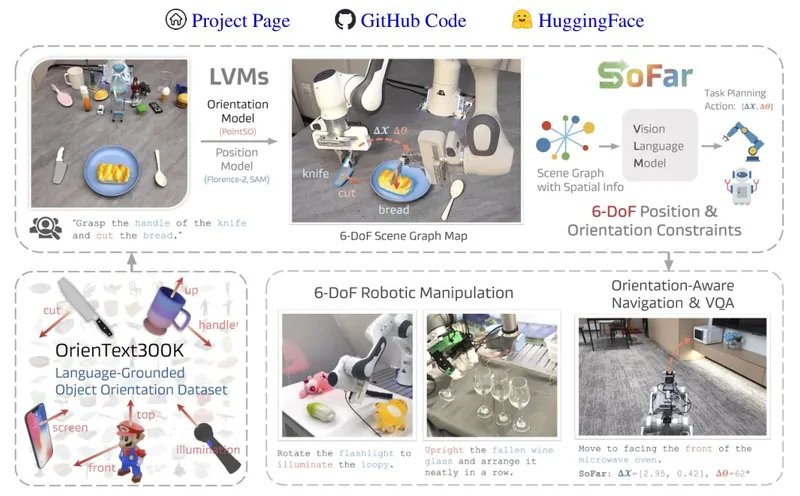 Project Page
GitHub Code
HuggingFace
LVMs
Orientation
Model
(PointSO)
Position
Model
(Florence-2, SAM)
"Grasp the handle of the knife
and cut the bread."
ΔX Δθ
knife
cut
bread
6-DoF Scene Graph Map
SoFar
Task Planning
Action: [ΔX, Δθ]
Scene Graph
with Spatial Info
Vision
Language
Model
6-DoF Position &
Orientation Constraints
cut
up
handle
OrienText300K
Language-Grounded
Object Orientation Dataset
screen
top
front
illumination
6-DoF Robotic Manipulation
Rotate the flashlight to
illuminate the loopy.
Upright the fallen wine
glass and arrange it
neatly in a row.
Orientation-Aware
Navigation & VQA
Move to facing the front of the
microwave oven.
SoFar: ΔX=[2.95, 0.42], Δθ=62°